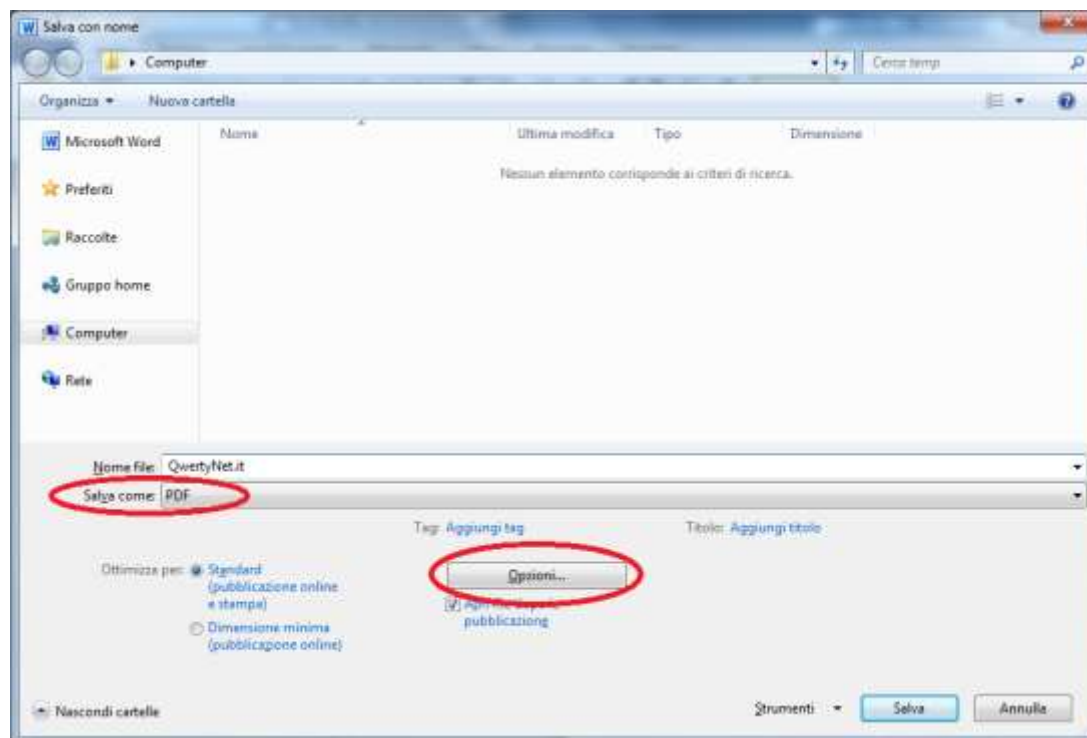 Salva con nome
Computer
Cerca temp
Organizza
Nuova cartella
Nome
Ultima modifica
Tipo
Dimensione
Microsoft Word
Nessun elemento corrisponde ai criteri di ricerca.
Preferiti
Raccolte
Gruppo home
Computer
Rete
Nome file: QwertyNet.it
Salva come: PDF
Tag: Aggiungi tag
Titolo: Aggiungi titolo
Ottimizza per:
Standard
(pubblicazione online
e stampa)
Dimensione minima
(pubblicazione online)
Opzioni...
Apri file dopo
pubblicazione
Nascondi cartelle
Strumenti
Salva
Annulla